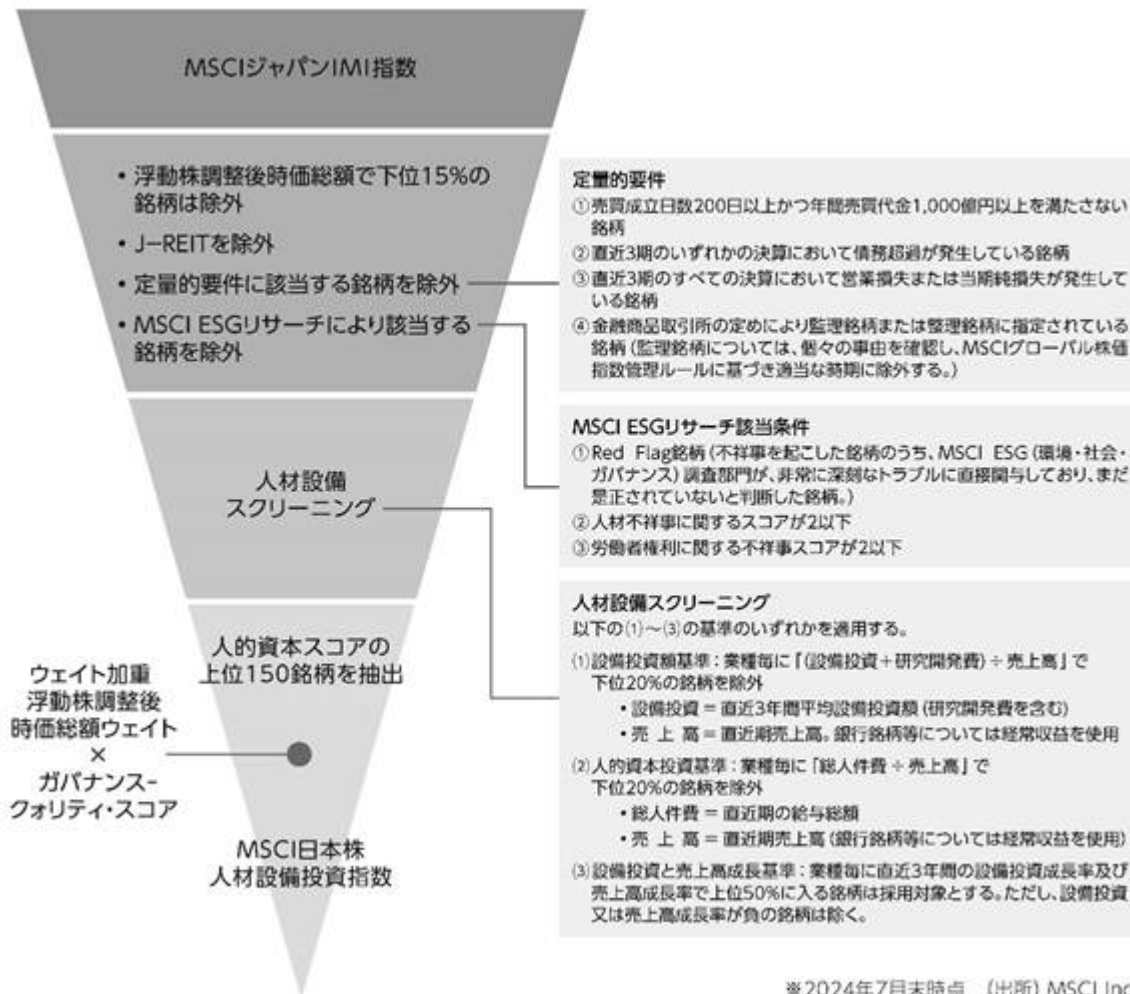 MSCIジャパンIMI指数
・浮動株調整後時価総額で下位15%の
銘柄は除外
・J−REITを除外
・定量的要件に該当する銘柄を除外
・MSCI ESGリサーチにより該当する
銘柄を除外
定量的要件
①売買成立日数200日以上かつ年間売買代金1,000億円以上を満たさない
銘柄
②直近3期のいずれかの決算において債務超過が発生している銘柄
③直近3期のすべての決算において営業損失または当期純損失が発生して
いる銘柄
④金融商品取引所の定めにより監理銘柄または整理銘柄に指定されている
銘柄(監理銘柄については、個々の事由を確認し、MSCIグローバル株価
指数管理ルールに基づき適当な時期に除外する。)
MSCI ESGリサーチ該当条件
①Red Flag銘柄(不祥事を起こした銘柄のうち、MSCI ESG(環境・社会・
ガバナンス)調査部門が、非常に深刻なトラブルに直接関与しており、まだ
是正されていないと判断した銘柄。)
②人材不祥事に関するスコアが2以下
③労働者権利に関する不祥事スコアが2以下
人材設備
スクリーニング
人材設備スクリーニング
以下の(1)〜(3)の基準のいずれかを適用する。
(1)設備投資額基準:業種毎に「(設備投資+研究開発費)÷売上高」で
下位20%の銘柄を除外
・設備投資=直近3年間平均設備投資額(研究開発費を含む)
・売 上 高=直近期売上高。銀行銘柄等については経常収益を使用
(2)人的資本投資基準:業種毎に「総人件費÷売上高」で
下位20%の銘柄を除外
・総人件費=直近期の給与総額
・売 上 高=直近期売上高(銀行銘柄等については経常収益を使用)
(3)設備投資と売上高成長基準:業種毎に直近3年間の設備投資成長率及び
売上高成長率で上位50%に入る銘柄は採用対象とする。ただし、設備投資
又は売上高成長率が負の銘柄は除く。
人的資本スコアの
上位150銘柄を抽出
ウェイト加重
浮動株調整後
時価総額ウェイト
×
ガバナンス−
クォリティ・スコア
MSCI日本株
人材設備投資指数
※2024年7月末時点 (出所) MSCI Inc